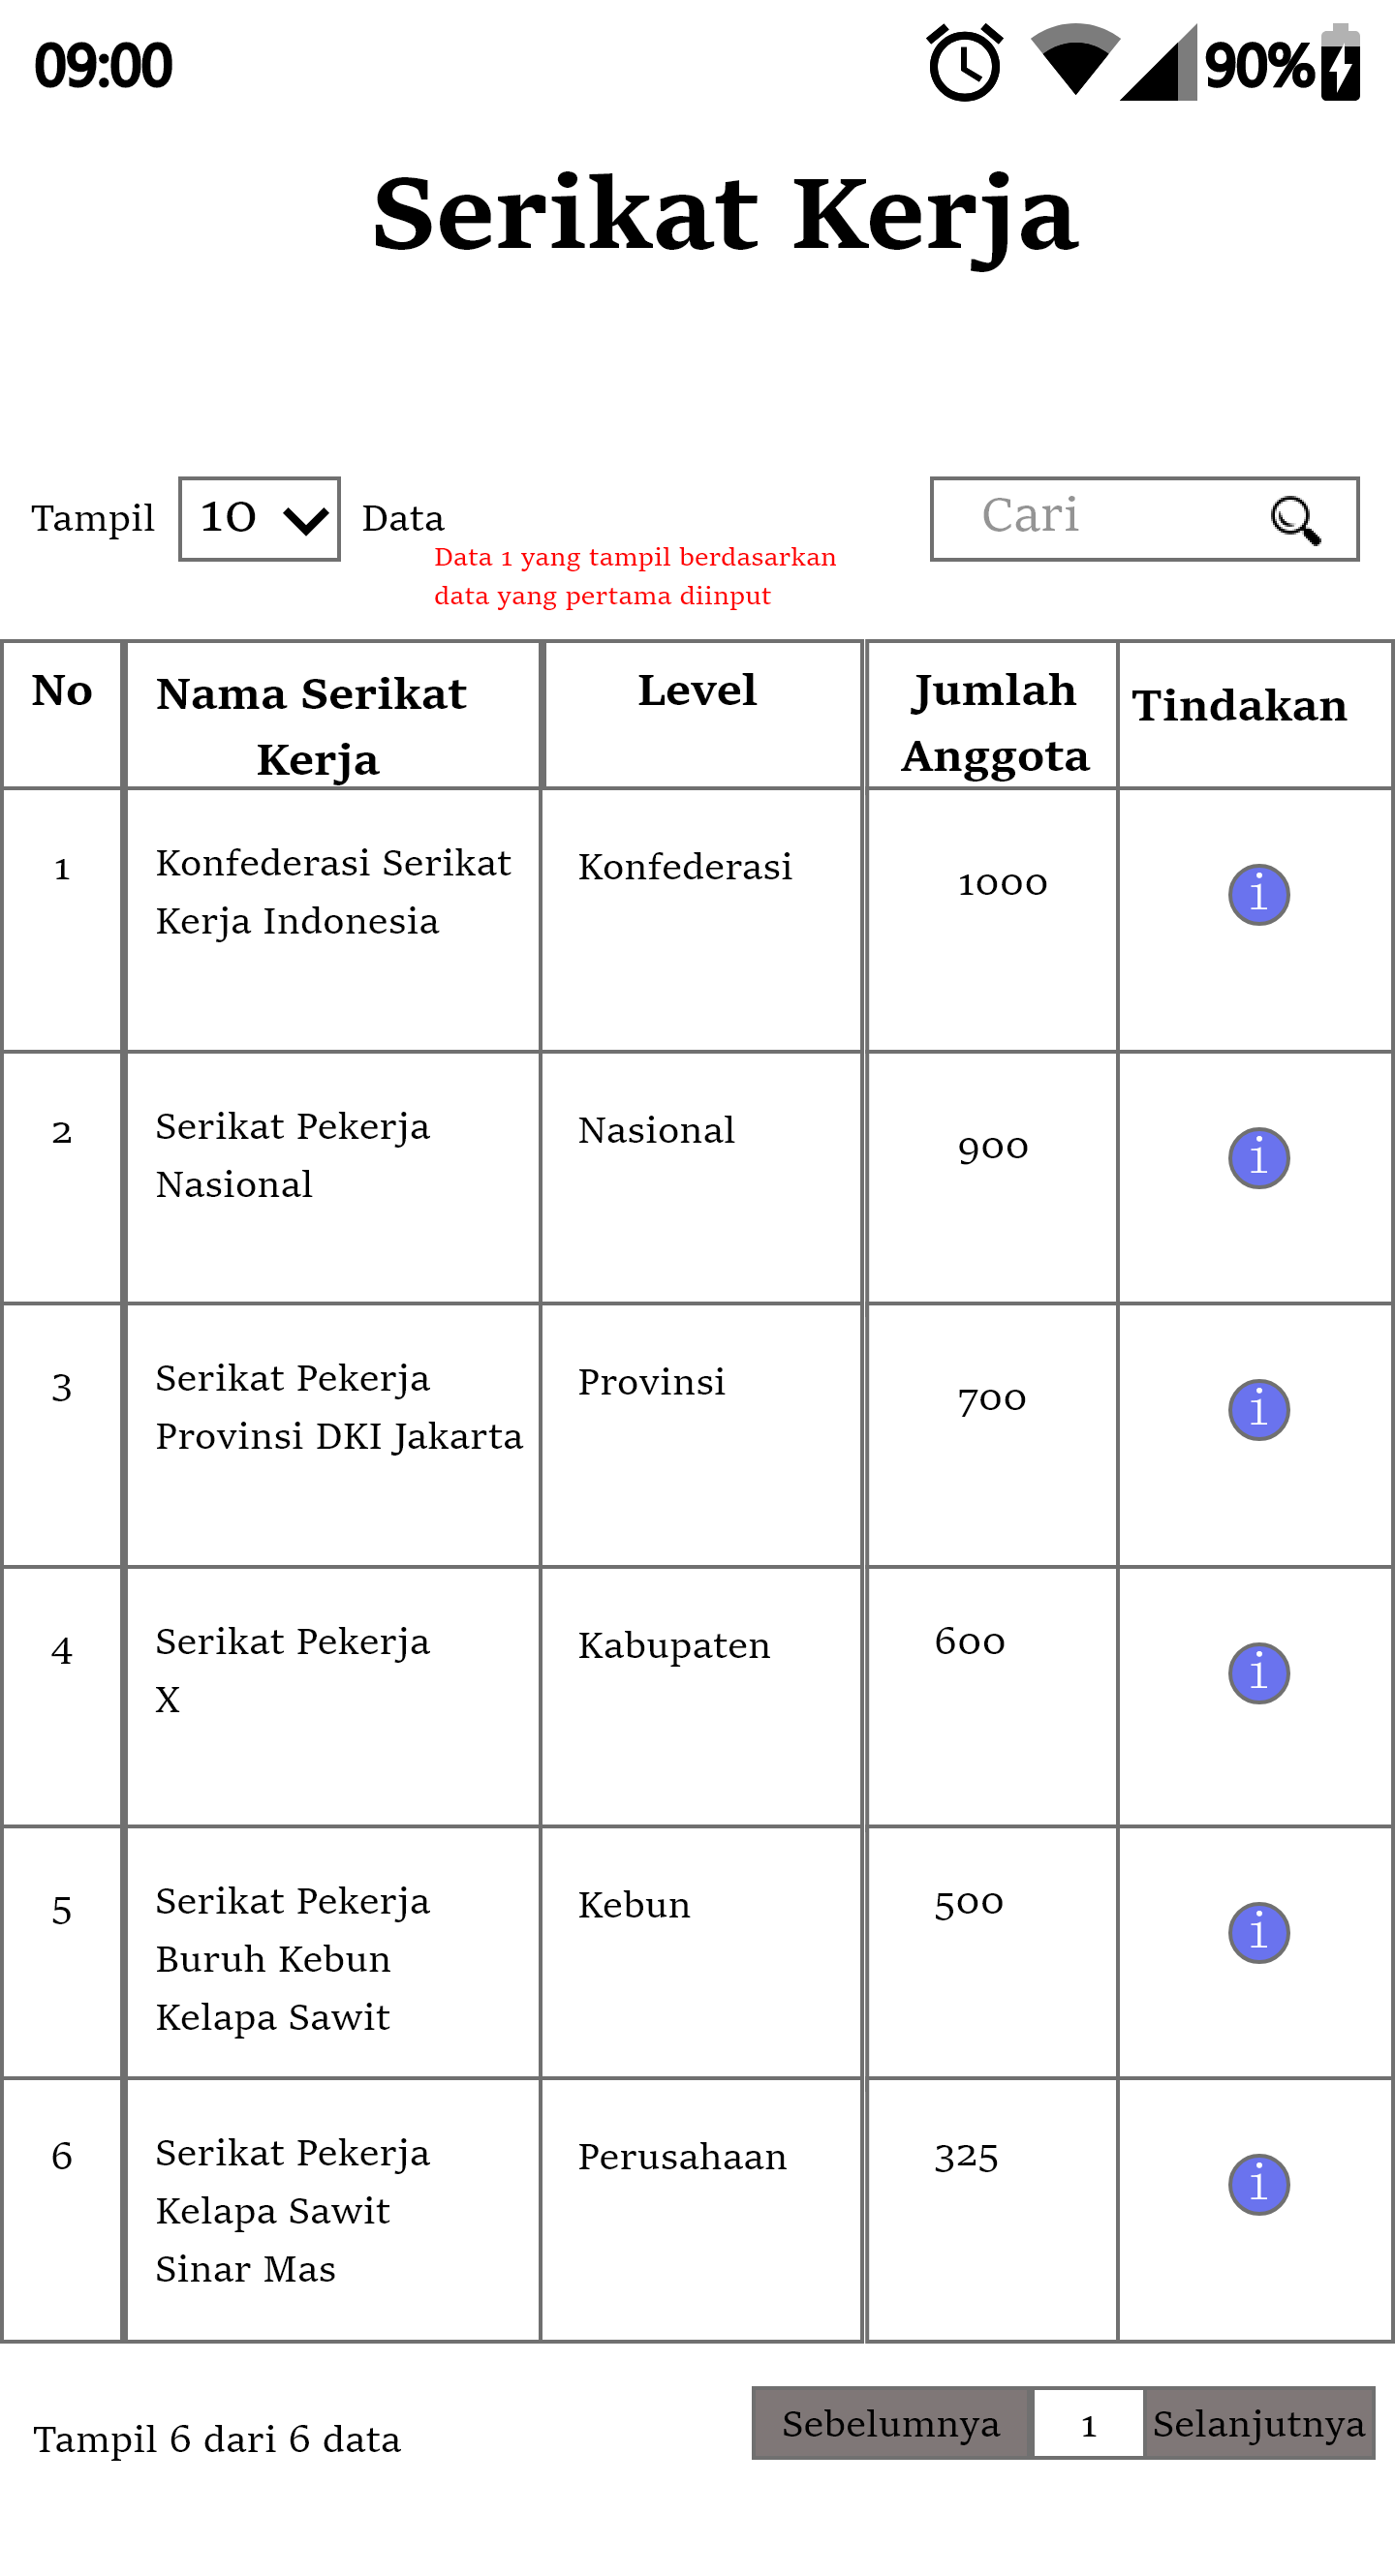 09:00 90%
Serikat Kerja
Tampil 10 Data Cari
Data 1 yang tampil berdasarkan
data yang pertama diinput
No Nama Serikat Kerja Level Jumlah Anggota Tindakan
1 Konfederasi Serikat Konfederasi 1000 i
Kerja Indonesia
2 Serikat Pekerja Nasional 900 i
Nasional
3 Serikat Pekerja Provinsi 700 i
Provinsi DKI Jakarta
4 Serikat Pekerja Kabupaten 600 i
X
5 Serikat Pekerja Kebun 500 i
Buruh Kebun
Kelapa Sawit
6 Serikat Pekerja Perusahaan 325 i
Kelapa Sawit
Sinar Mas
Tampil 6 dari 6 data Sebelumnya 1 Selanjutnya